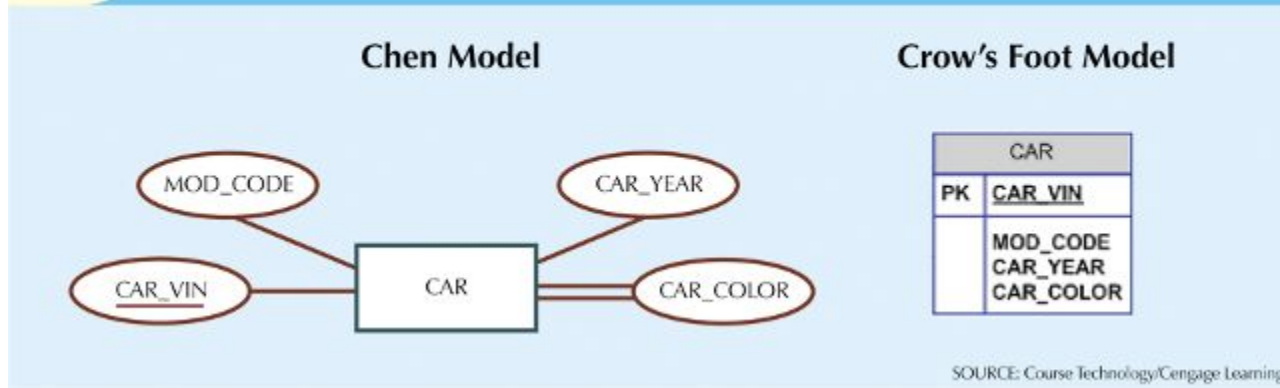 Chen Model
Crow's Foot Model
MOD_CODE
CAR_YEAR
CAR_VIN
CAR
CAR_COLOR
CAR
PK CAR_VIN
MOD_CODE
CAR_YEAR
CAR_COLOR
SOURCE: Course Technology/Cengage Learning